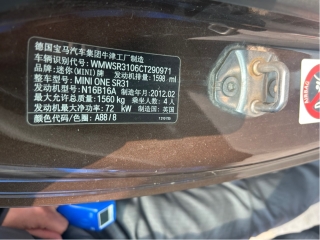 德国宝马汽车集团牛津工厂制造
车辆识别代号: WMWSR3106CT290971
品牌: 迷你(MINI)牌 发动机排量: 1598 ml
整车型号: MINI ONE SR31
发动机型号: N16B16A 制造年月: 2012.02
最大允许总质量: 1560 kg 乘坐人数: 4 人
发动机最大净功率: 72 kW 制造国: 英国
颜色代码/色圈: A88/8